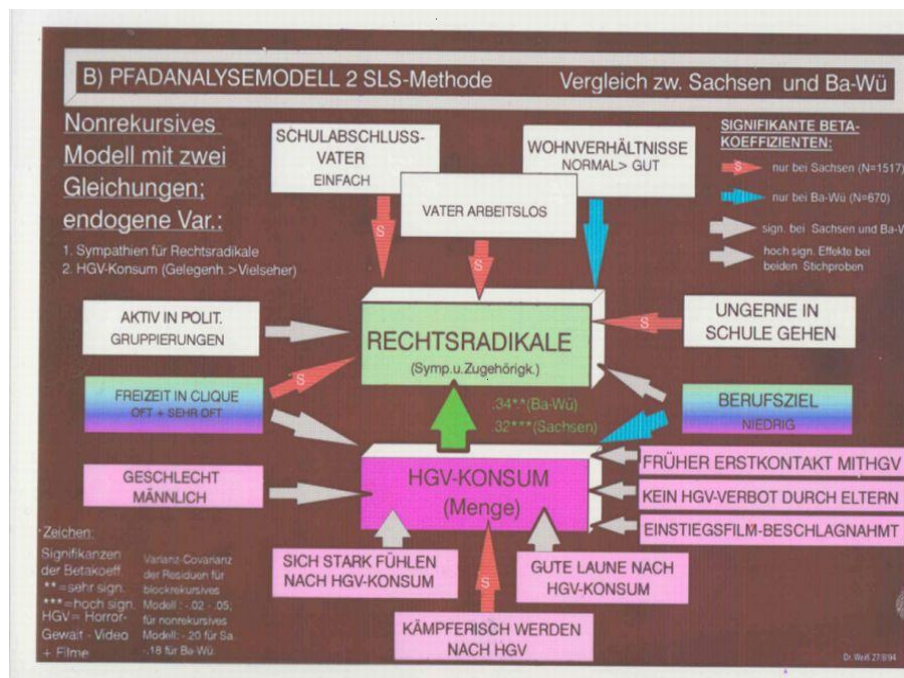 B) PFADANALYSEMODELL 2 SLS-Methode Vergleich zw. Sachsen und Ba-Wü
Nonrekursives
Modell mit zwei
Gleichungen;
endogene Var.:
1. Sympathien für Rechtsradikale
2. HGV-Konsum (Gelegenh.>Vielseher)
SCHULABSCHLUSS-
VATER
EINFACH
VATER ARBEITSLOS
WOHNVERHÄLTNISSE
NORMAL> GUT
SIGNIFIKANTE BETA-
KOEFFIZIENTEN:
S nur bei Sachsen (N=1517)
nur bei Ba-Wü (N=670)
sign. bei Sachsen und Ba-W
hoch sign. Effekte bei
beiden Stichproben
S
S
AKTIV IN POLIT.
GRUPPIERUNGEN
RECHTSRADIKALE
(Symp.u.Zugehörigk.)
S
UNGERNE IN
SCHULE GEHEN
FREIZEIT IN CLIQUE
OFT + SEHR OFT
S
.34**(Ba-Wü)
.32***(Sachsen)
BERUFSZIEL
NIEDRIG
GESCHLECHT
MÄNNLICH
HGV-KONSUM
(Menge)
FRÜHER ERSTKONTAKT MITHGV
KEIN HGV-VERBOT DURCH ELTERN
EINSTIEGSFILM-BESCHLAGNAHMT
SICH STARK FÜHLEN
NACH HGV-KONSUM
S
GUTE LAUNE NACH
HGV-KONSUM
KÄMPFERISCH WERDEN
NACH HGV
Zeichen:
Signifikanzen
der Betakoeff.
**=sehr sign.
***=hoch sign.
HGV= Horror-
Gewalt - Video
+ Filme
Varianz-Covarianz
der Residuen für
blockrekursives
Modell : -.02 - .05;
für nonrekursives
Modell: -.20 für Sa.
-.18 für Ba-Wü.
Dr. Weiß 27.9/94